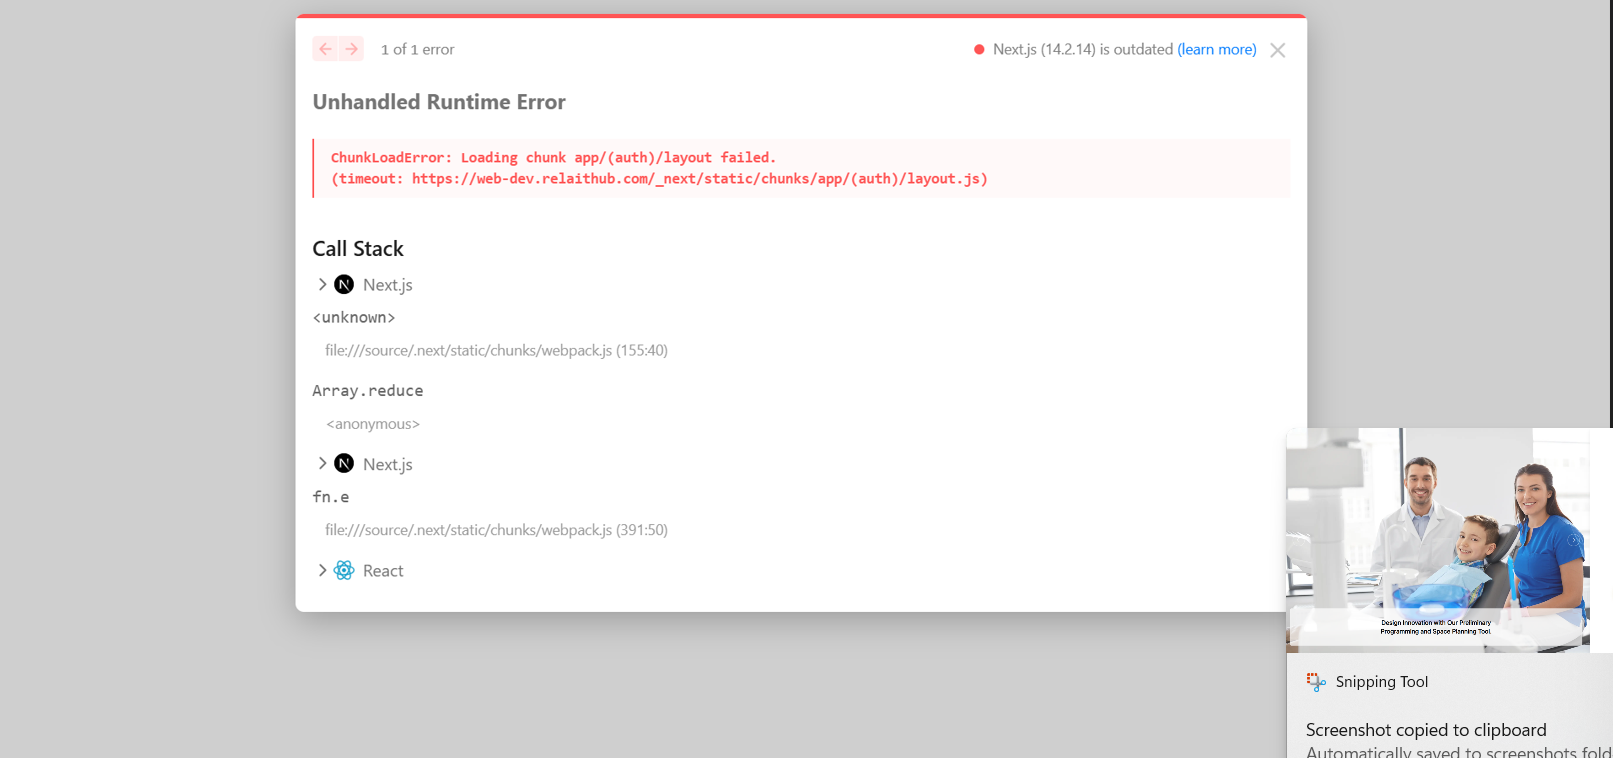 1 of 1 error
Next.js (14.2.14) is outdated (learn more)
Unhandled Runtime Error
ChunkLoadError: Loading chunk app/(auth)/layout failed.
(timeout: https://web-dev.relaithub.com/_next/static/chunks/app/(auth)/layout.js)
Call Stack
N Next.js
<unknown>
file:///source/.next/static/chunks/webpack.js (155:40)
Array.reduce
<anonymous>
N Next.js
fn.e
file:///source/.next/static/chunks/webpack.js (391:50)
React
Design Innovation with Our Preliminary
Programming and Space Planning Tool.
Snipping Tool
Screenshot copied to clipboard
Automatically saved to screenshots fold